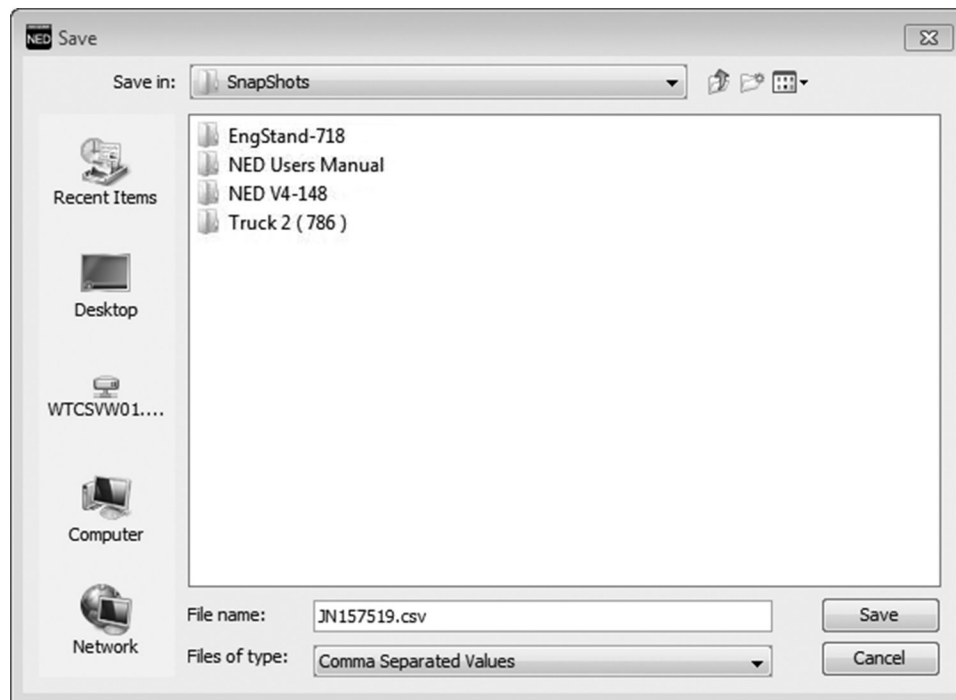 NED Save
Save in: SnapShots
EngStand-718
NED Users Manual
NED V4-148
Truck 2 ( 786 )
Recent Items
Desktop
WTCSVW01....
Computer
Network
File name: JN157519.csv Save
Files of type: Comma Separated Values Cancel